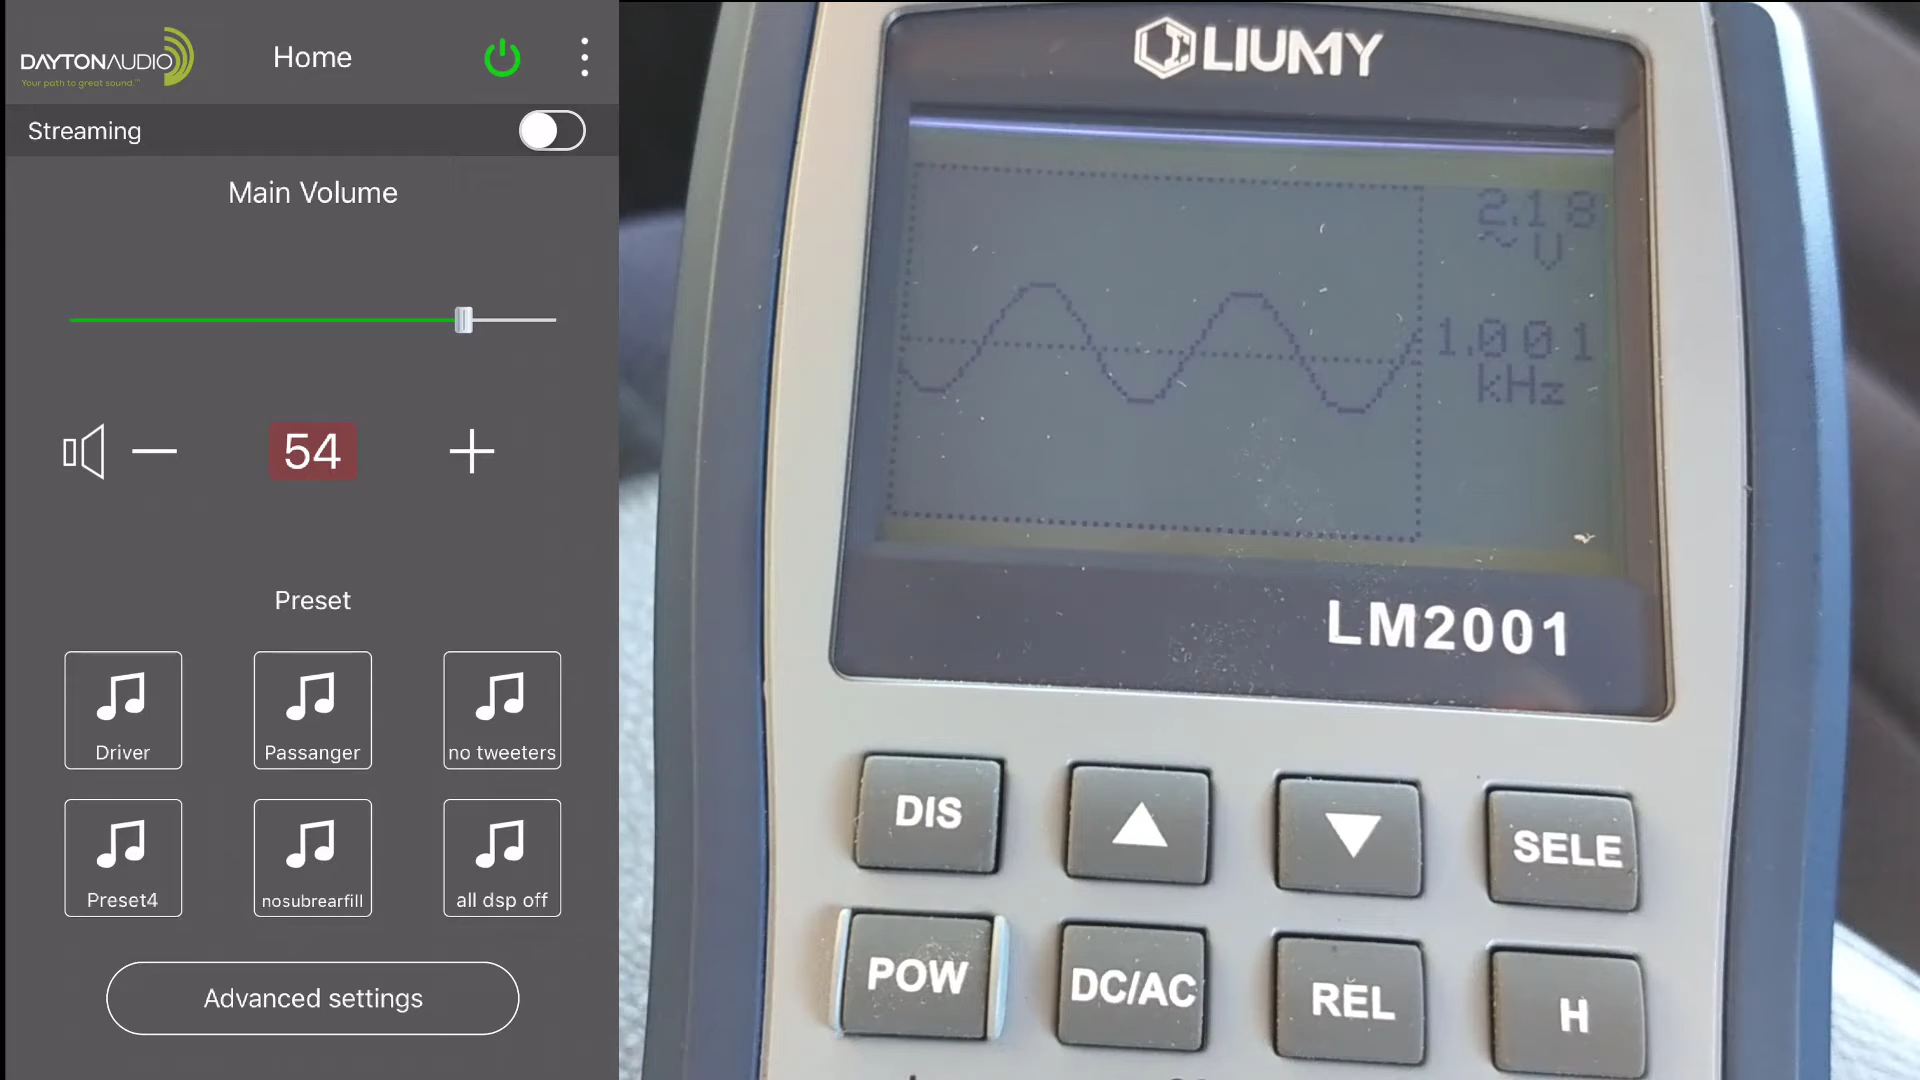 DAYTONAUDIO
Your path to great sound.™
Home
Streaming
Main Volume
54
Preset
Driver
Passanger
no tweeters
Preset4
nosubrearfill
all dsp off
Advanced settings
LIUMY
2.18
~ V
1.001
kHz
LM2001
DIS
SELE
POW
DC/AC
REL
H